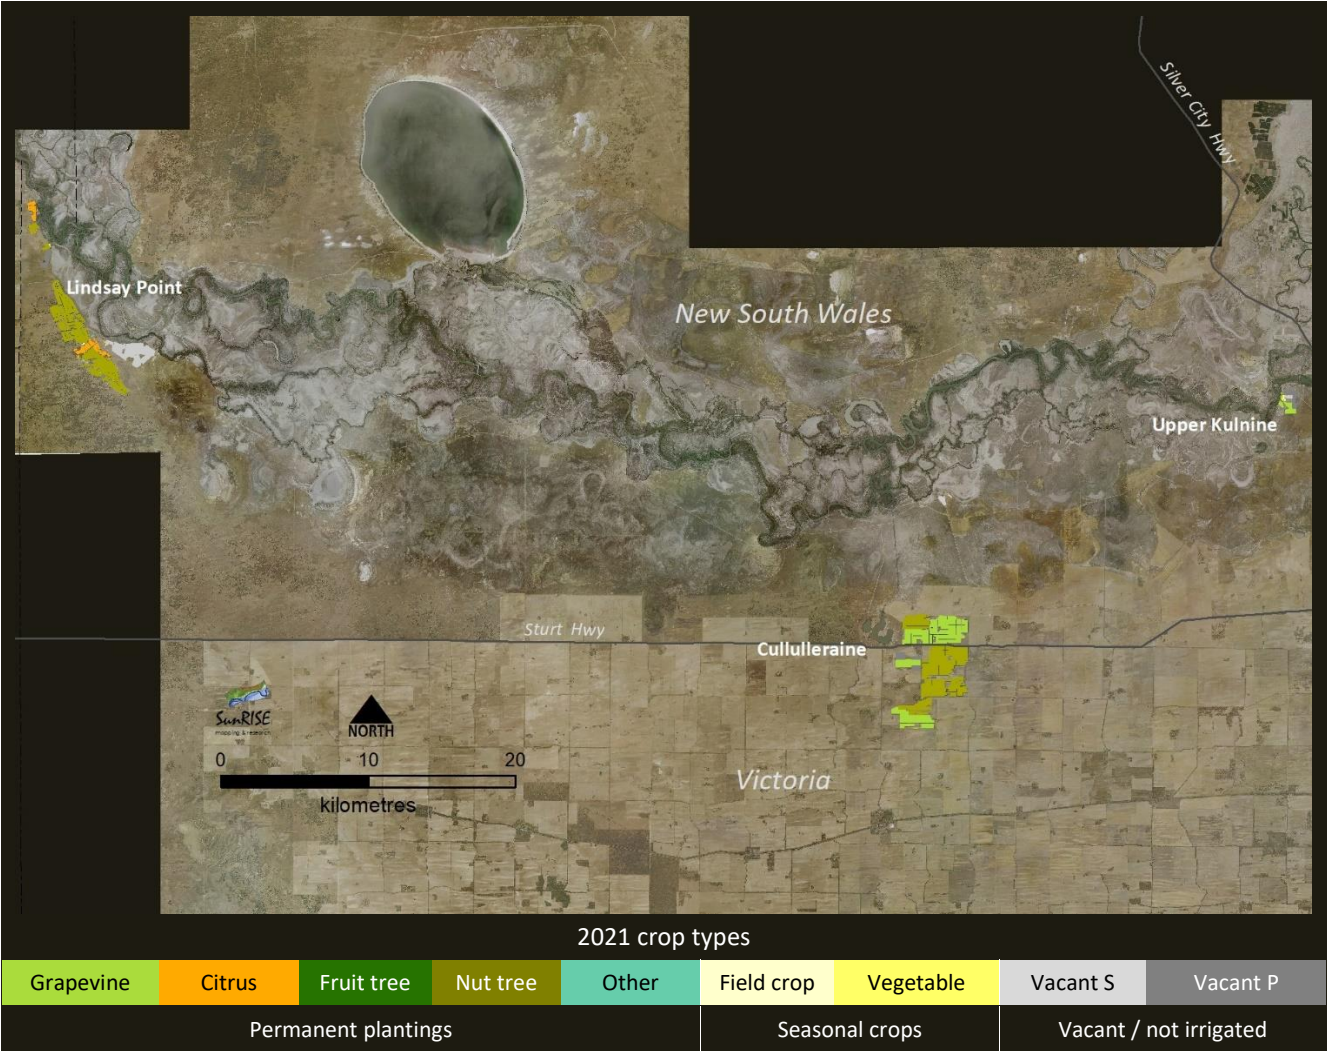 Silver City Hwy
Lindsay Point
New South Wales
Upper Kulnine
Sturt Hwy
Cullulleraine
SunRISE
mapping & research
NORTH
0 10 20
kilometres
Victoria
2021 crop types
Grapevine Citrus Fruit tree Nut tree Other Field crop Vegetable Vacant S Vacant P
Permanent plantings Seasonal crops Vacant / not irrigated